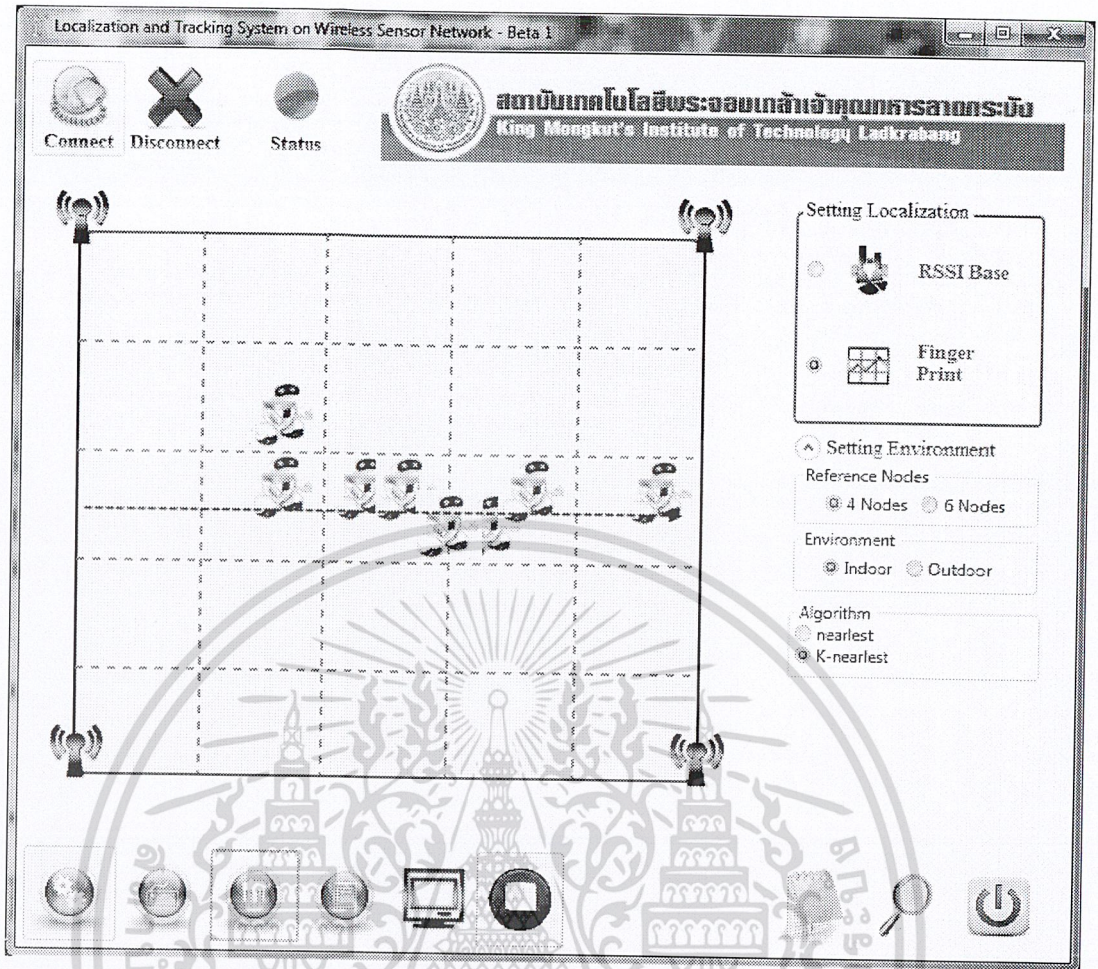 Localization and Tracking System on Wireless Sensor Network - Beta 1
Connect
Disconnect
Status
สถาบันเทคโนโลยีพระจอมเกล้าเจ้าคุณทหารลาดกระบัง
King Mongkut's Institute of Technology Ladkrabang
Setting Localization
RSSI Base
Finger
Print
Setting Environment
Reference Nodes
4 Nodes
6 Nodes
Environment
Indoor
Outdoor
Algorithm
nearlest
K-nearlest